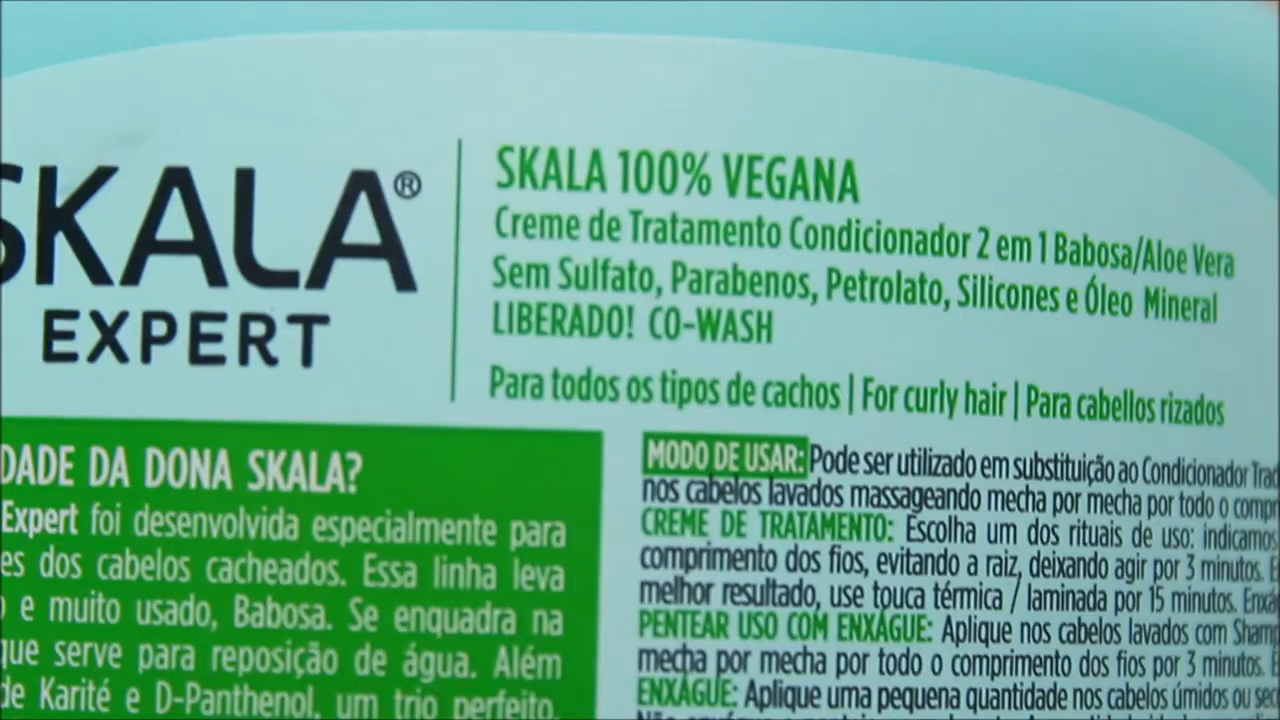 SKALA®
EXPERT
SKALA 100% VEGANA
Creme de Tratamento Condicionador 2 em 1 Babosa/Aloe Vera
Sem Sulfato, Parabenos, Petrolato, Silicones e Óleo Mineral
LIBERADO! CO-WASH
Para todos os tipos de cachos | For curly hair | Para cabellos rizados
DADE DA DONA SKALA?
Expert foi desenvolvida especialmente para
es dos cabelos cacheados. Essa linha leva
o e muito usado, Babosa. Se enquadra na
que serve para reposição de água. Além
de Karité e D-Panthenol, um trio perfeito.
MODO DE USAR: Pode ser utilizado em substituição ao Condicionador Trad
nos cabelos lavados massageando mecha por mecha por todo o compr
CREME DE TRATAMENTO: Escolha um dos rituais de uso: indicamos
comprimento dos fios, evitando a raiz, deixando agir por 3 minutos. E
melhor resultado, use touca térmica / laminada por 15 minutos. Enxá
PENTEAR USO COM ENXÁGUE: Aplique nos cabelos lavados com Sham
mecha por mecha por todo o comprimento dos fios por 3 minutos. E
ENXÁGUE: Aplique uma pequena quantidade nos cabelos úmidos ou sec